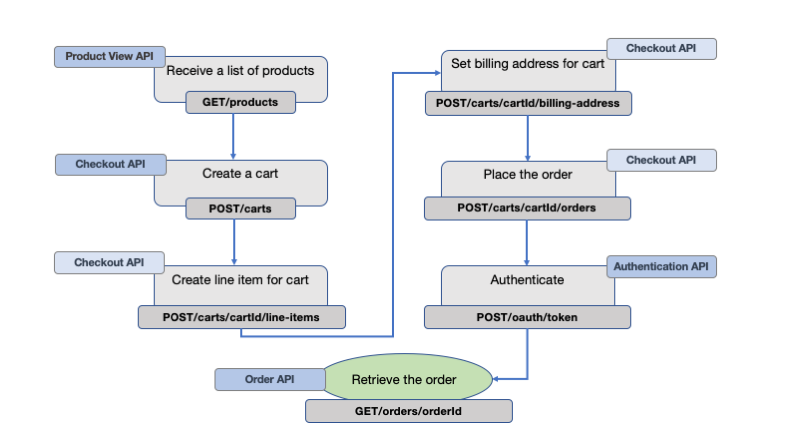 Product View API
Receive a list of products
GET/products
Checkout API
Create a cart
POST/carts
Checkout API
Create line item for cart
POST/carts/cartId/line-items
Checkout API
Set billing address for cart
POST/carts/cartId/billing-address
Checkout API
Place the order
POST/carts/cartId/orders
Authentication API
Authenticate
POST/oauth/token
Order API
Retrieve the order
GET/orders/orderId